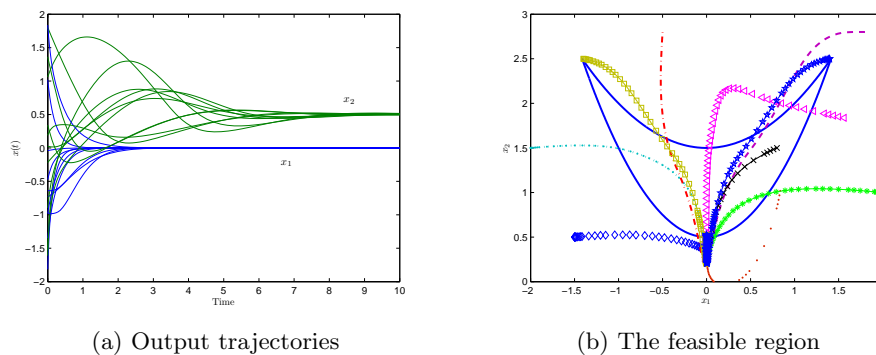 2
1.5
1
0.5
0
−0.5
−1
−1.5
−2
x(t)
x₂
x₁
0 1 2 3 4 5 6 7 8 9 10
Time
(a) Output trajectories
3
2.5
2
1.5
1
0.5
0
x₂
−2 −1.5 −1 −0.5 0 0.5 1 1.5 2
x₁
(b) The feasible region